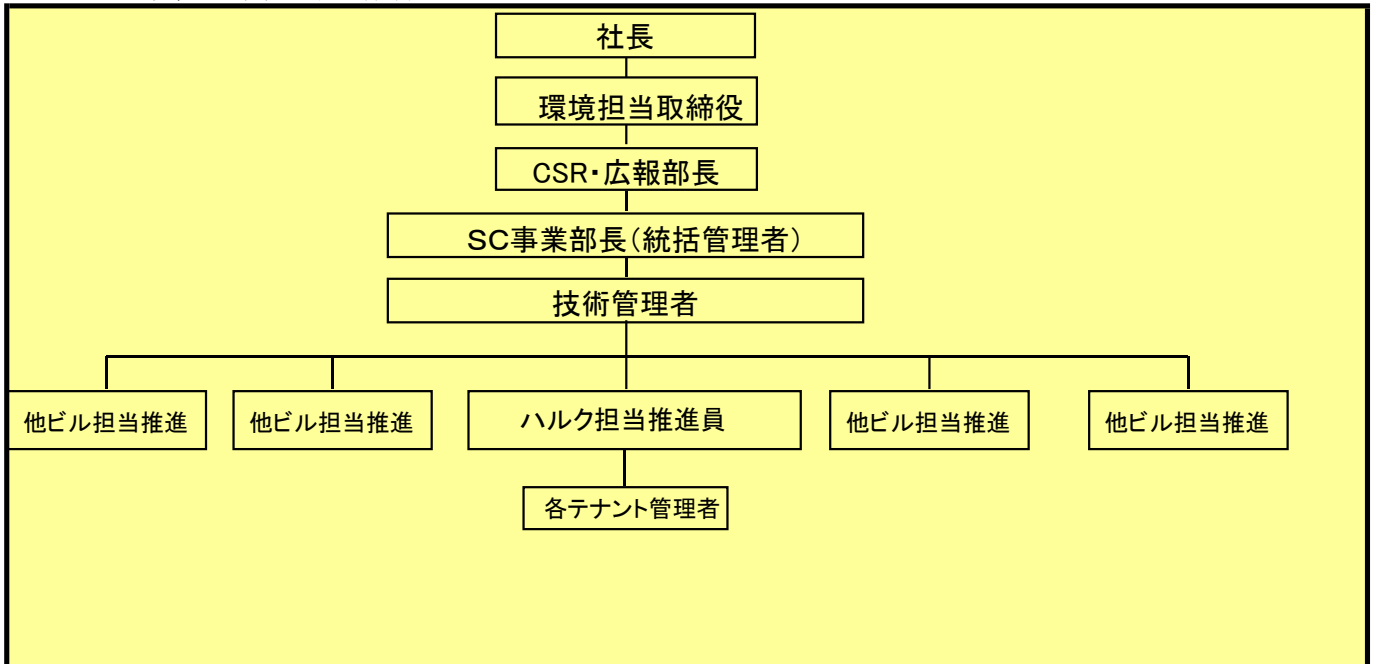 社長
環境担当取締役
CSR・広報部長
SC事業部長(統括管理者)
技術管理者
他ビル担当推進
他ビル担当推進
ハルク担当推進員
他ビル担当推進
他ビル担当推進
各テナント管理者